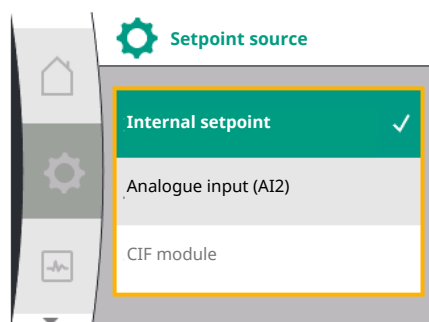 Setpoint source
Internal setpoint
Analogue input (AI2)
CIF module